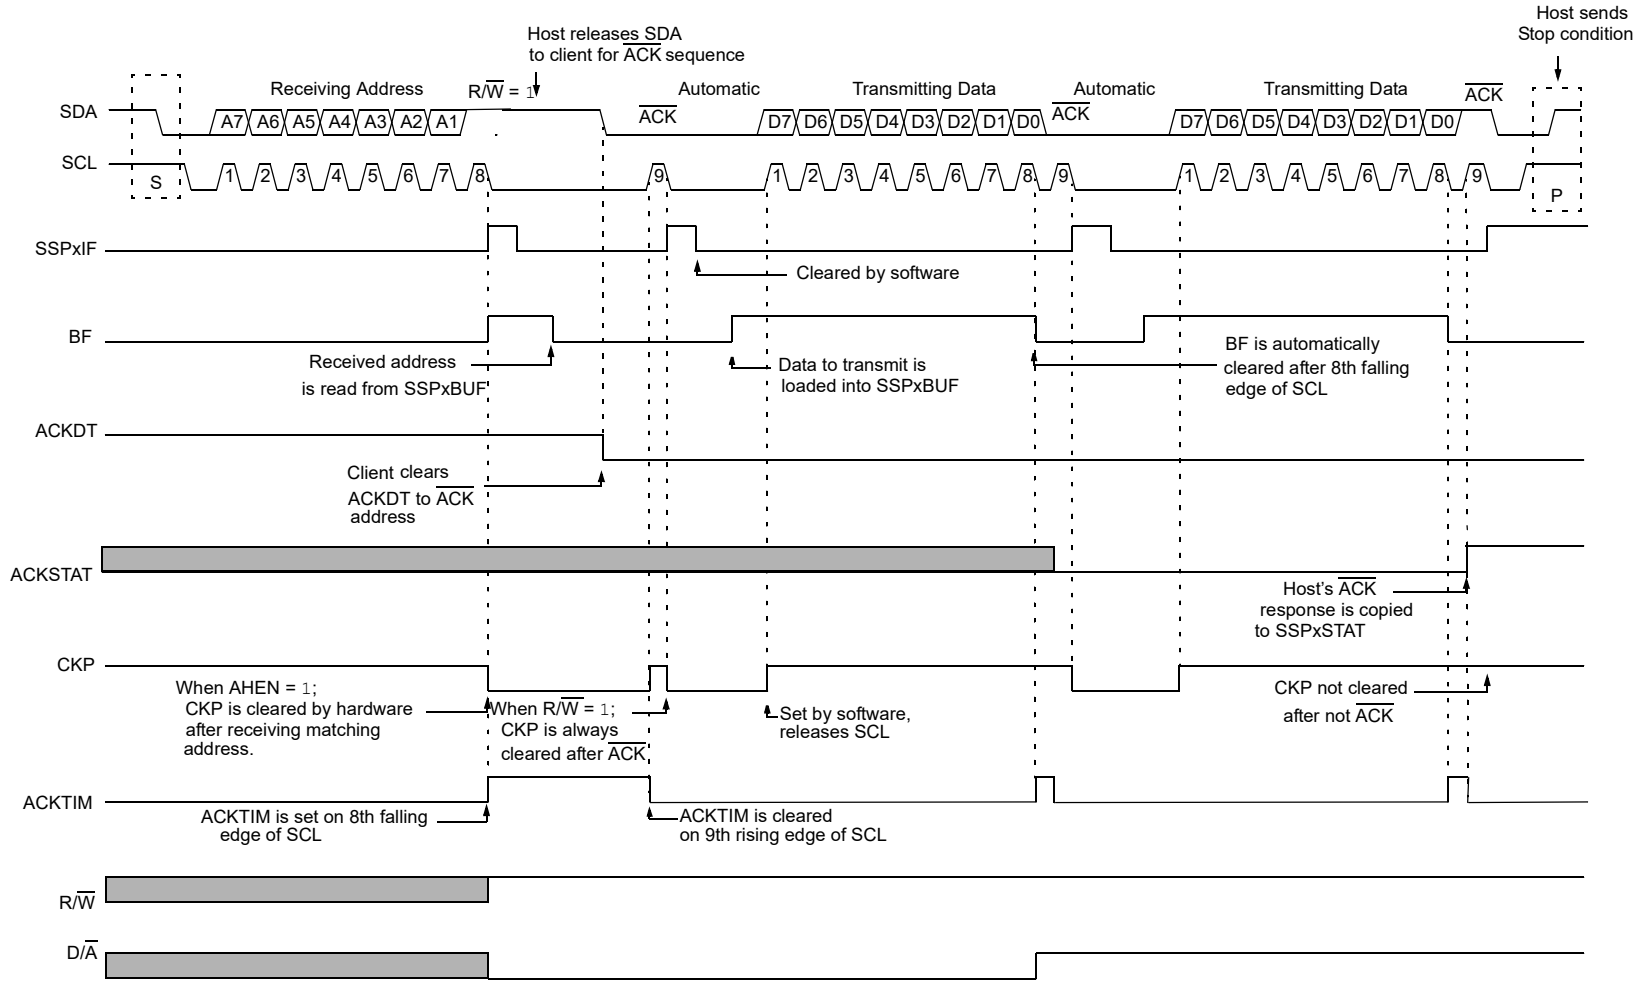 Host sends
Stop condition
Host releases SDA
to client for ACK sequence
Receiving Address
R/W = 1
Automatic
Transmitting Data
Automatic
Transmitting Data
ACK
SDA
A7 A6 A5 A4 A3 A2 A1
ACK
D7 D6 D5 D4 D3 D2 D1 D0
ACK
D7 D6 D5 D4 D3 D2 D1 D0
SCL
S
1 2 3 4 5 6 7 8 9
1 2 3 4 5 6 7 8 9
1 2 3 4 5 6 7 8 9
P
SSPxIF
Cleared by software
BF
Received address
is read from SSPxBUF
Data to transmit is
loaded into SSPxBUF
BF is automatically
cleared after 8th falling
edge of SCL
ACKDT
Client clears
ACKDT to ACK
address
ACKSTAT
Host's ACK
response is copied
to SSPxSTAT
CKP
When AHEN = 1;
CKP is cleared by hardware
after receiving matching
address.
When R/W = 1;
CKP is always
cleared after ACK
Set by software,
releases SCL
CKP not cleared
after not ACK
ACKTIM
ACKTIM is set on 8th falling
edge of SCL
ACKTIM is cleared
on 9th rising edge of SCL
R/W
D/A